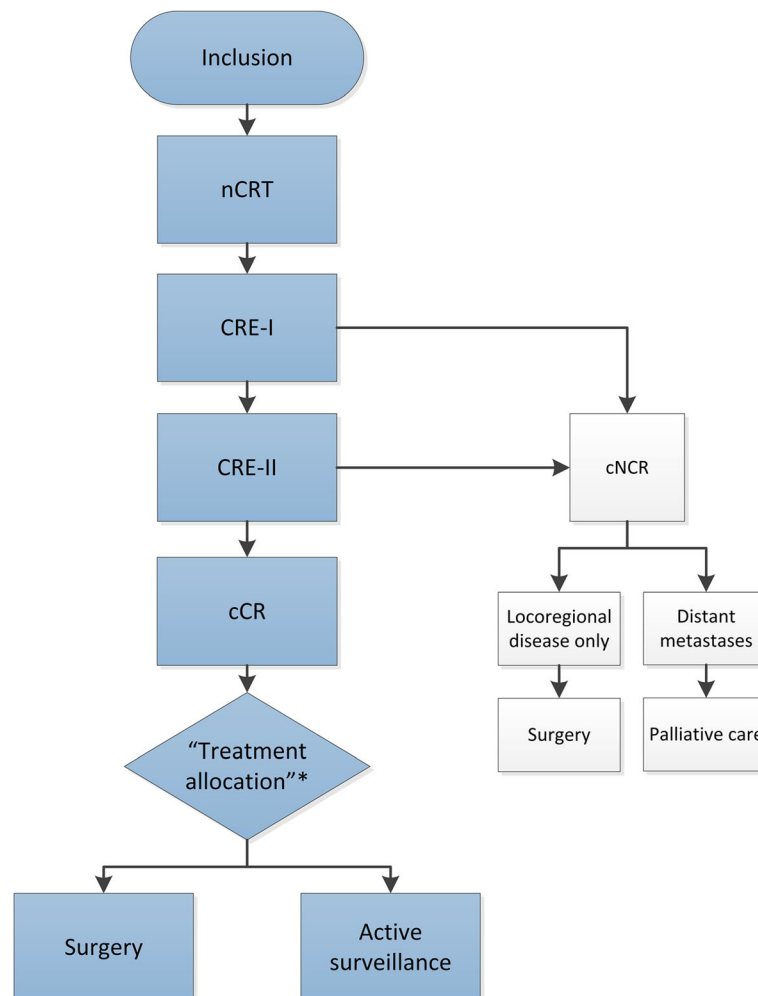 Inclusion
nCRT
CRE-I
CRE-II
cNCR
cCR
Locoregional
disease only
Distant
metastases
Surgery
Palliative care
“Treatment
allocation”*
Surgery
Active
surveillance